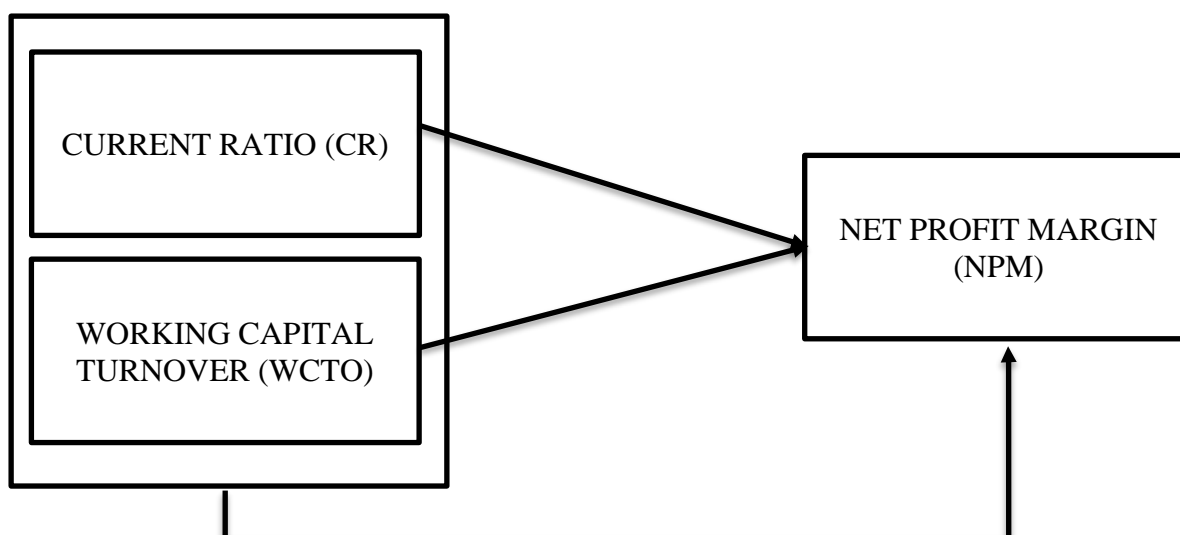 CURRENT RATIO (CR)
WORKING CAPITAL
TURNOVER (WCTO)
NET PROFIT MARGIN
(NPM)